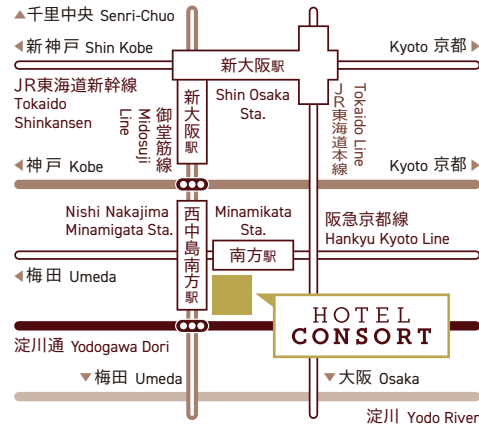 ▲千里中央 Senri-Chuo
◀新神戸 Shin Kobe
Kyoto 京都▶
新大阪駅
JR東海道新幹線
Tokaido
Shinkansen
御堂筋線
Midosuji
Line
新大阪駅
Shin Osaka
Sta.
Tokaido Line
JR東海道本線
◀神戸 Kobe
Kyoto 京都▶
Nishi Nakajima
Minamigata Sta.
西中島南方駅
Minamikata
Sta.
南方駅
阪急京都線
Hankyu Kyoto Line
◀梅田 Umeda
HOTEL
CONSORT
淀川通 Yodogawa Dori
▼梅田 Umeda
▼大阪 Osaka
淀川 Yodo River